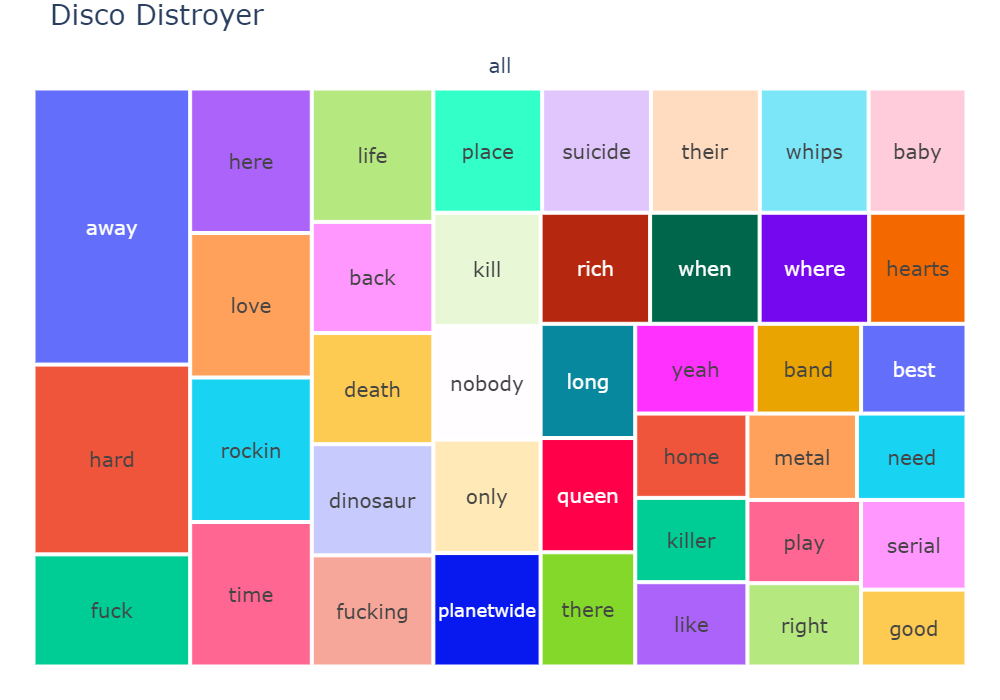 Disco Distroyer
all
away
hard
fuck
here
love
rockin
time
life
back
death
dinosaur
fucking
place
kill
nobody
only
planetwide
suicide
their
whips
baby
rich
when
where
hearts
long
queen
there
yeah
band
best
home
metal
need
killer
play
serial
like
right
good